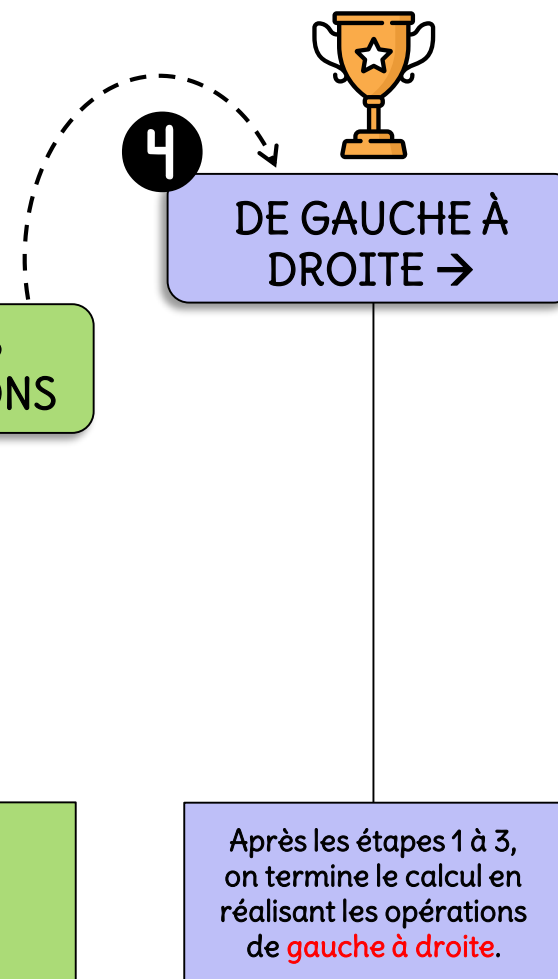 4
DE GAUCHE À
DROITE →
NS
Après les étapes 1 à 3,
on termine le calcul en
réalisant les opérations
de gauche à droite.